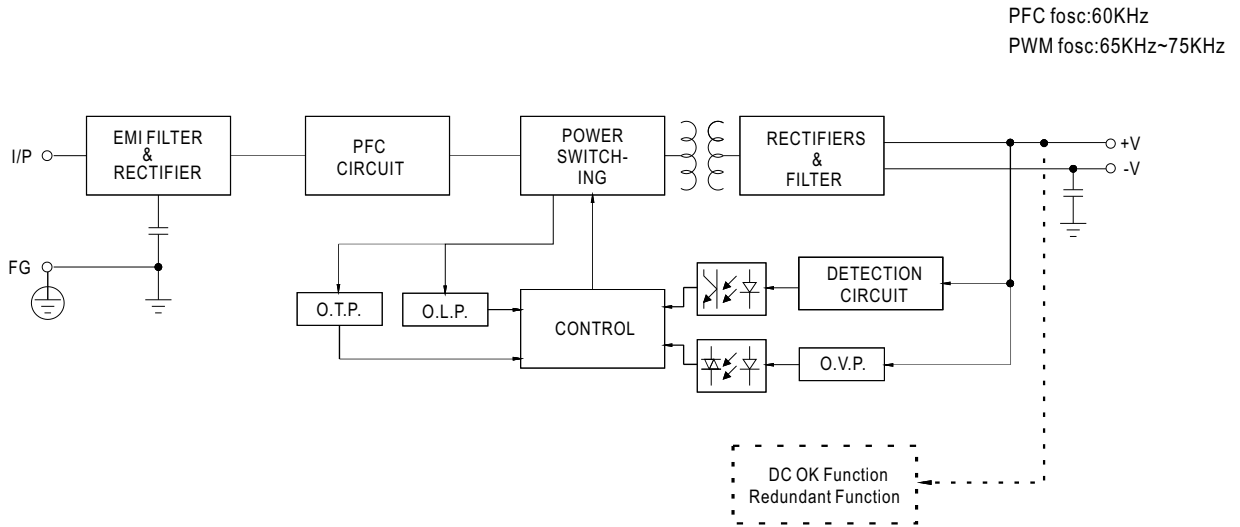 PFC fosc:60KHz
PWM fosc:65KHz~75KHz
I/P
EMI FILTER
&
RECTIFIER
PFC
CIRCUIT
POWER
SWITCH-
ING
RECTIFIERS
&
FILTER
+V
-V
FG
O.T.P.
O.L.P.
CONTROL
DETECTION
CIRCUIT
O.V.P.
DC OK Function
Redundant Function